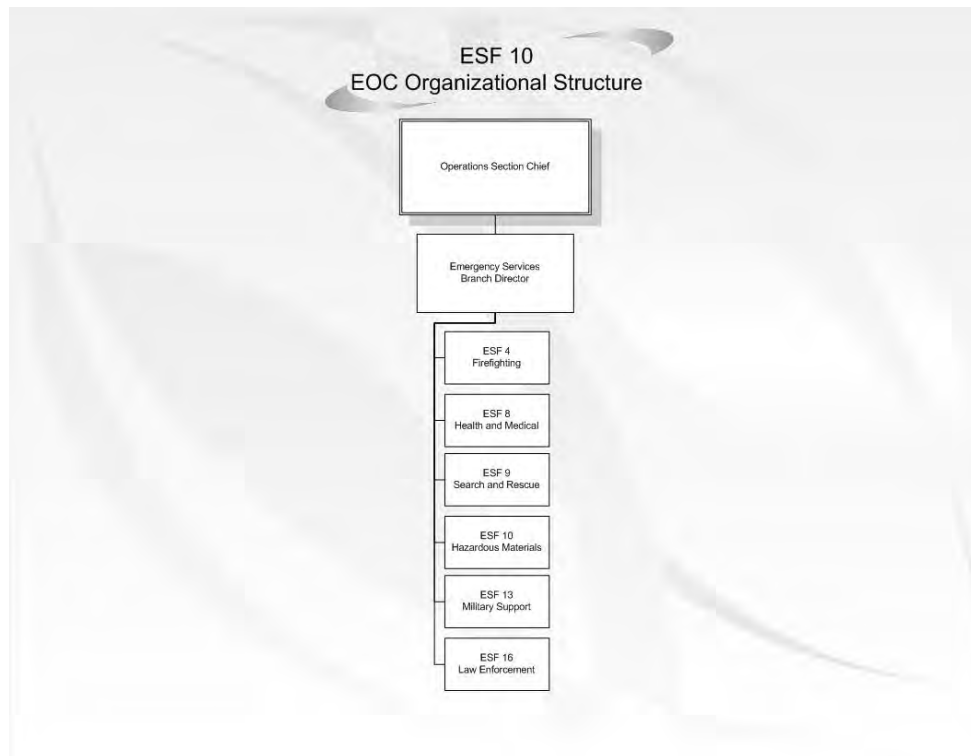 ESF 10
EOC Organizational Structure
Operations Section Chief
Emergency Services
Branch Director
ESF 4
Firefighting
ESF 8
Health and Medical
ESF 9
Search and Rescue
ESF 10
Hazardous Materials
ESF 13
Military Support
ESF 16
Law Enforcement